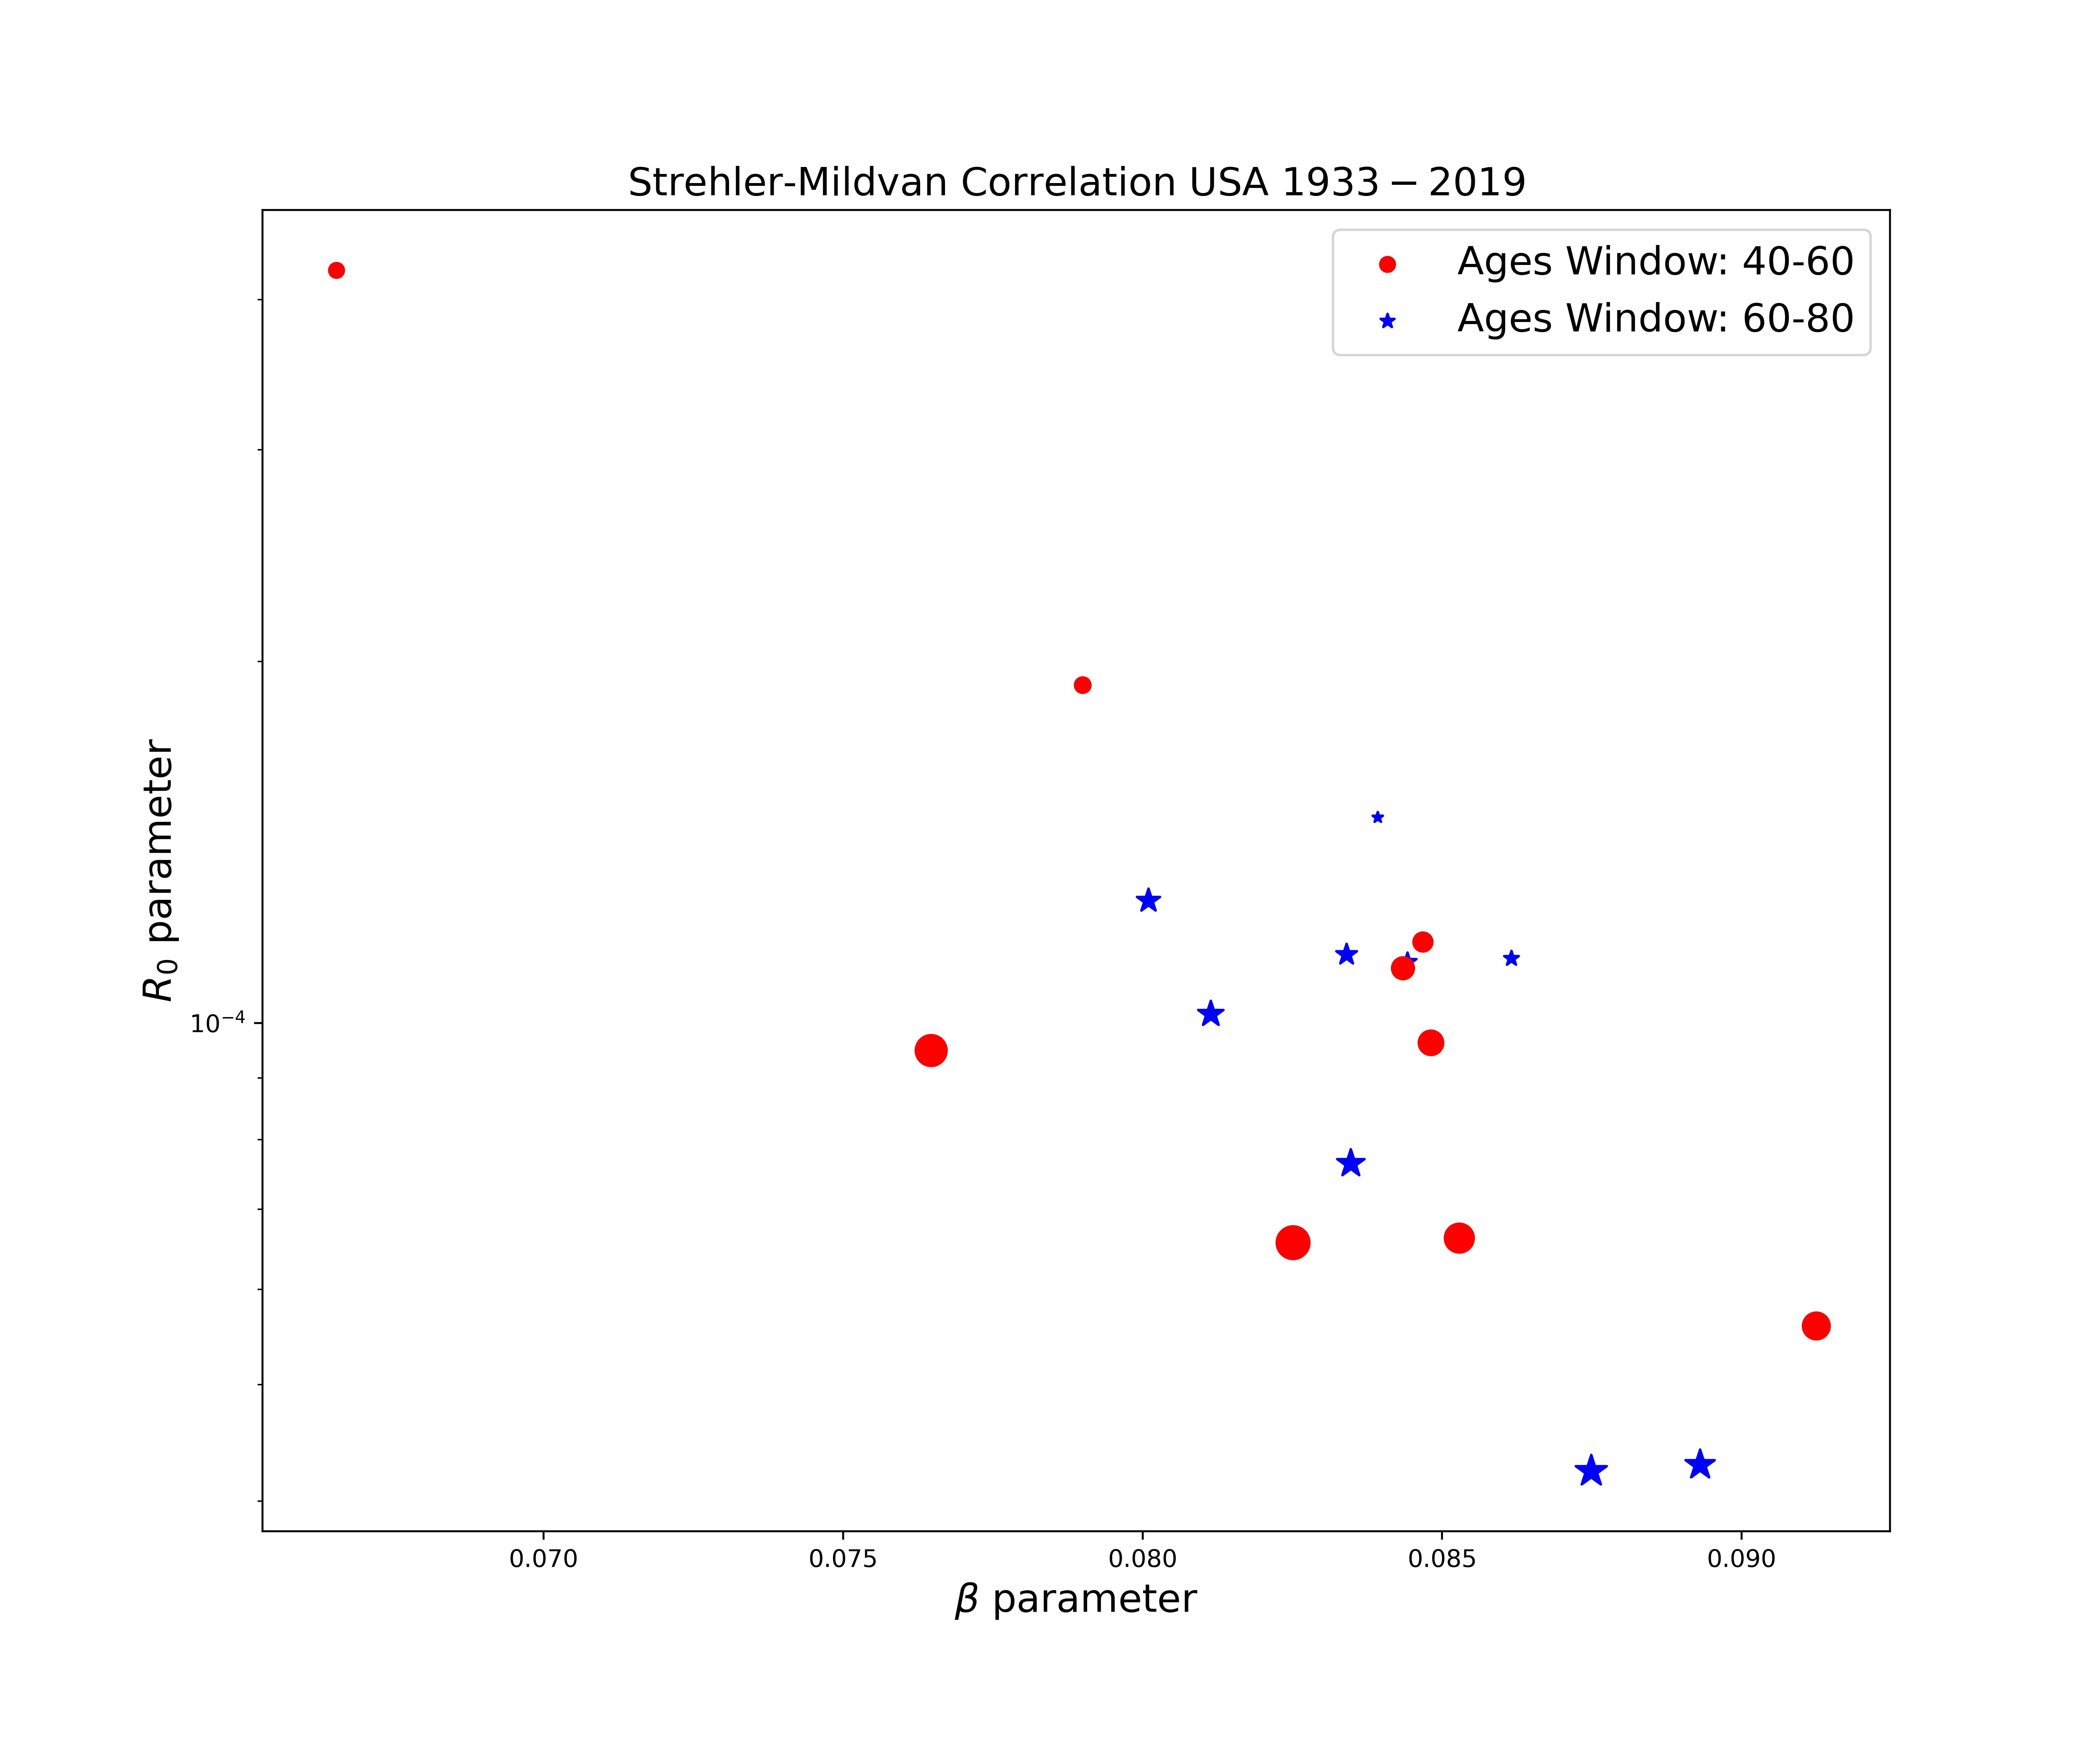 Strehler-Mildvan Correlation USA 1933 − 2019
Ages Window: 40-60
Ages Window: 60-80
R₀ parameter
10⁻⁴
0.070 0.075 0.080 0.085 0.090
β parameter